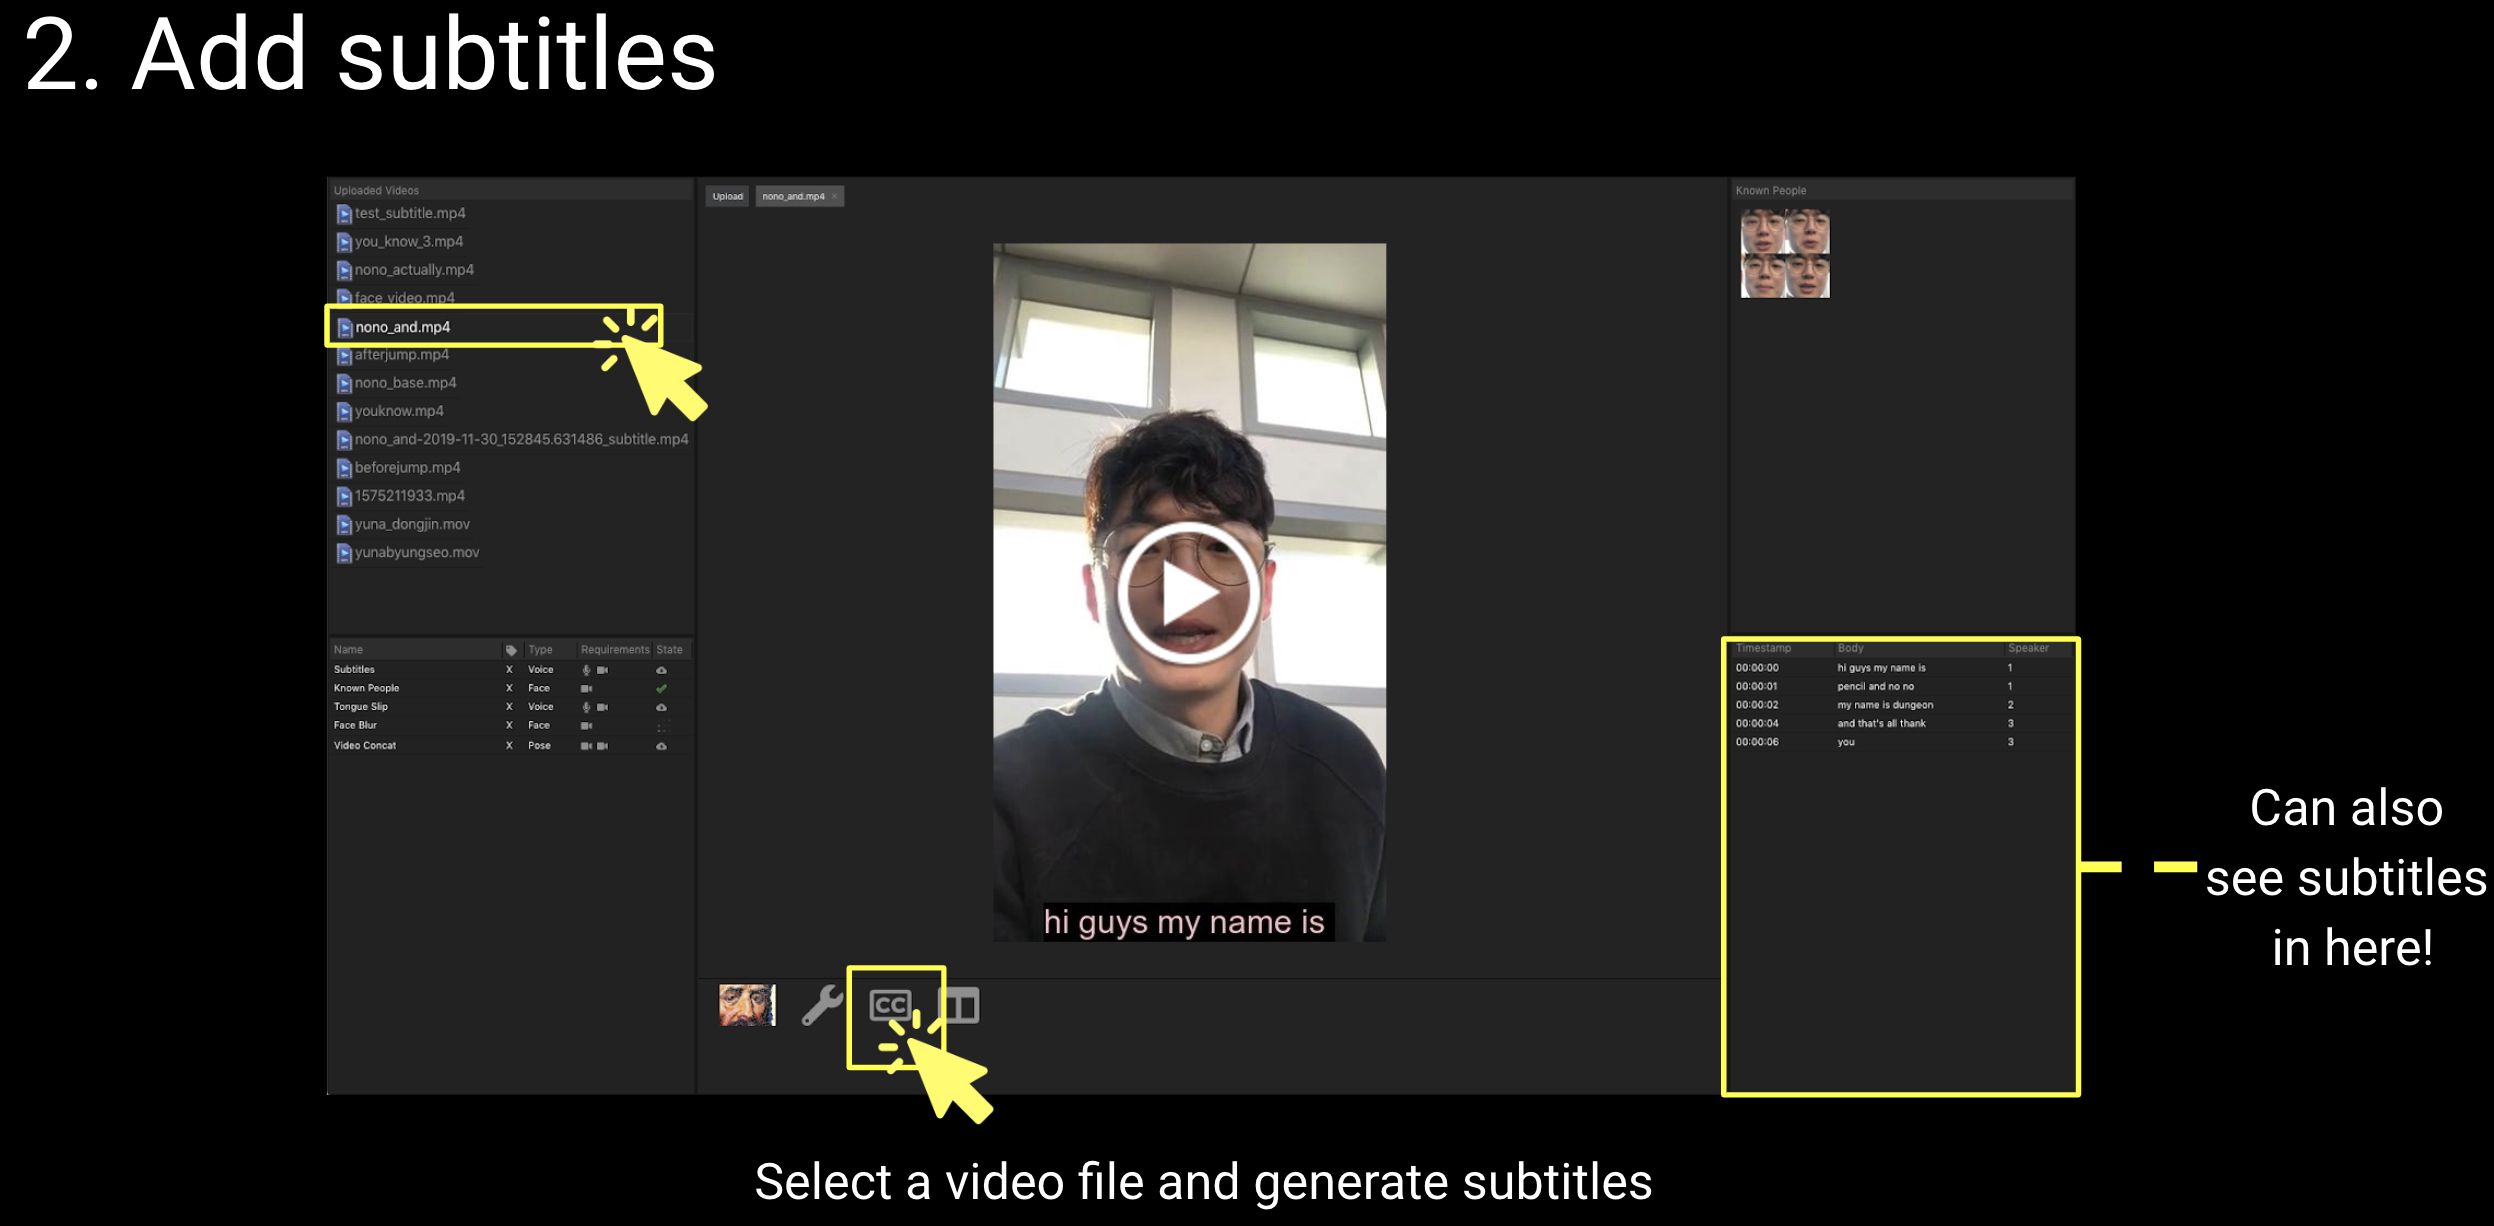 2. Add subtitles
Uploaded Videos
test_subtitle.mp4
you_know_3.mp4
nono_actually.mp4
face_video.mp4
nono_and.mp4
afterjump.mp4
nono_base.mp4
youknow.mp4
nono_and-2019-11-30_152845.631486_subtitle.mp4
beforejump.mp4
1575211933.mp4
yuna_dongjin.mov
yunabyungseo.mov
Name Type Requirements State
Subtitles X Voice
Known People X Face
Tongue Slip X Voice
Face Blur X Face
Video Concat X Pose
Upload nono_and.mp4 ×
hi guys my name is
CC
Known People
Timestamp Body Speaker
00:00:00 hi guys my name is 1
00:00:01 pencil and no no 1
00:00:02 my name is dungeon 2
00:00:04 and that's all thank 3
00:00:06 you 3
Can also
see subtitles
in here!
Select a video file and generate subtitles